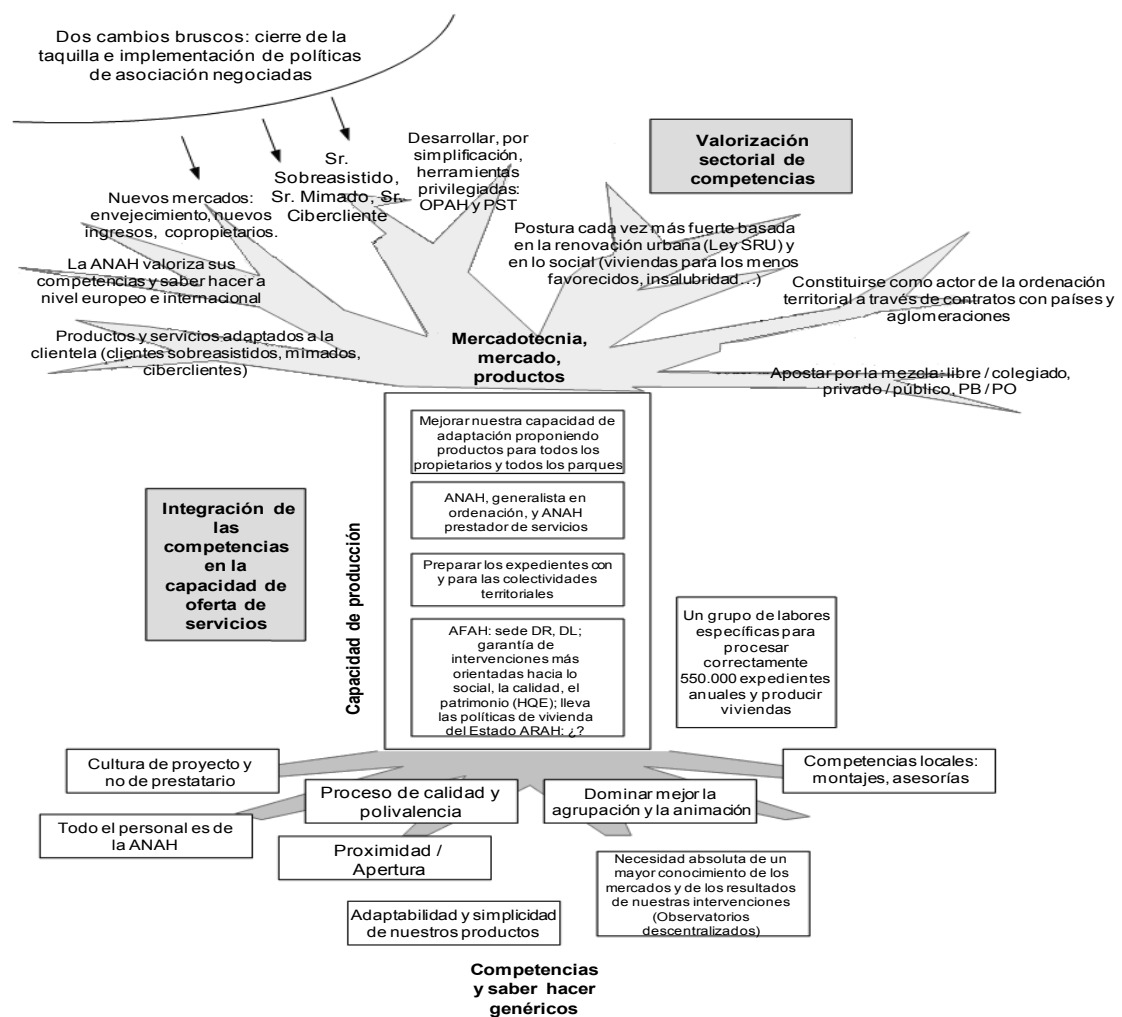 Dos cambios bruscos: cierre de la
taquilla e implementación de políticas
de asociación negociadas
Desarrollar, por
simplificación,
herramientas
privilegiadas:
OPAH y PST
Valorización
sectorial de
competencias
Sr.
Sobreasistido,
Sr. Mimado, Sr.
Cibercliente
Nuevos mercados:
envejecimiento, nuevos
ingresos, copropietarios.
Postura cada vez más fuerte basada
en la renovación urbana (Ley SRU) y
en lo social (viviendas para los menos
favorecidos, insalubridad…)
La ANAH valoriza sus
competencias y saber hacer a
nivel europeo e internacional
Constituirse como actor de la ordenación
territorial a través de contratos con países y
aglomeraciones
Productos y servicios adaptados a la
clientela (clientes sobreasistidos, mimados,
ciberclientes)
Mercadotecnia,
mercado,
productos
Apostar por la mezcla: libre / colegiado,
privado / público, PB / PO
Mejorar nuestra capacidad de
adaptación proponiendo
productos para todos los
propietarios y todos los parques
ANAH, generalista en
ordenación, y ANAH
prestador de servicios
Integración de
las
competencias
en la
capacidad de
oferta de
servicios
Capacidad de producción
Preparar los expedientes con
y para las colectividades
territoriales
AFAH: sede DR, DL;
garantía de
intervenciones más
orientadas hacia lo
social, la calidad, el
patrimonio (HQE); lleva
las políticas de vivienda
del Estado ARAH: ¿?
Un grupo de labores
específicas para
procesar
correctamente
550.000 expedientes
anuales y producir
viviendas
Cultura de proyecto y
no de prestatario
Competencias locales:
montajes, asesorías
Proceso de calidad y
polivalencia
Dominar mejor la
agrupación y la animación
Todo el personal es de
la ANAH
Proximidad /
Apertura
Necesidad absoluta de un
mayor conocimiento de los
mercados y de los resultados
de nuestras intervenciones
(Observatorios
descentralizados)
Adaptabilidad y simplicidad
de nuestros productos
Competencias
y saber hacer
genéricos